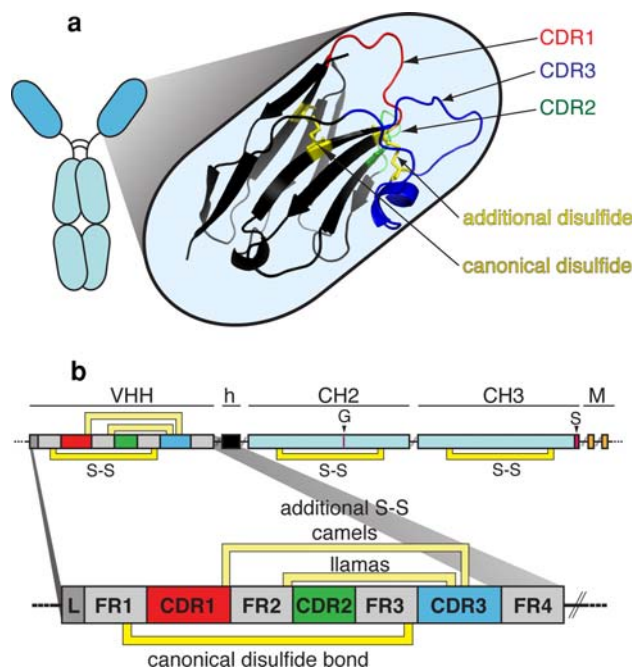 a
CDR1
CDR3
CDR2
additional disulfide
canonical disulfide
b
VHH h CH2 CH3 M
G S
S-S S-S S-S
additional S-S
camels
llamas
L FR1 CDR1 FR2 CDR2 FR3 CDR3 FR4
canonical disulfide bond